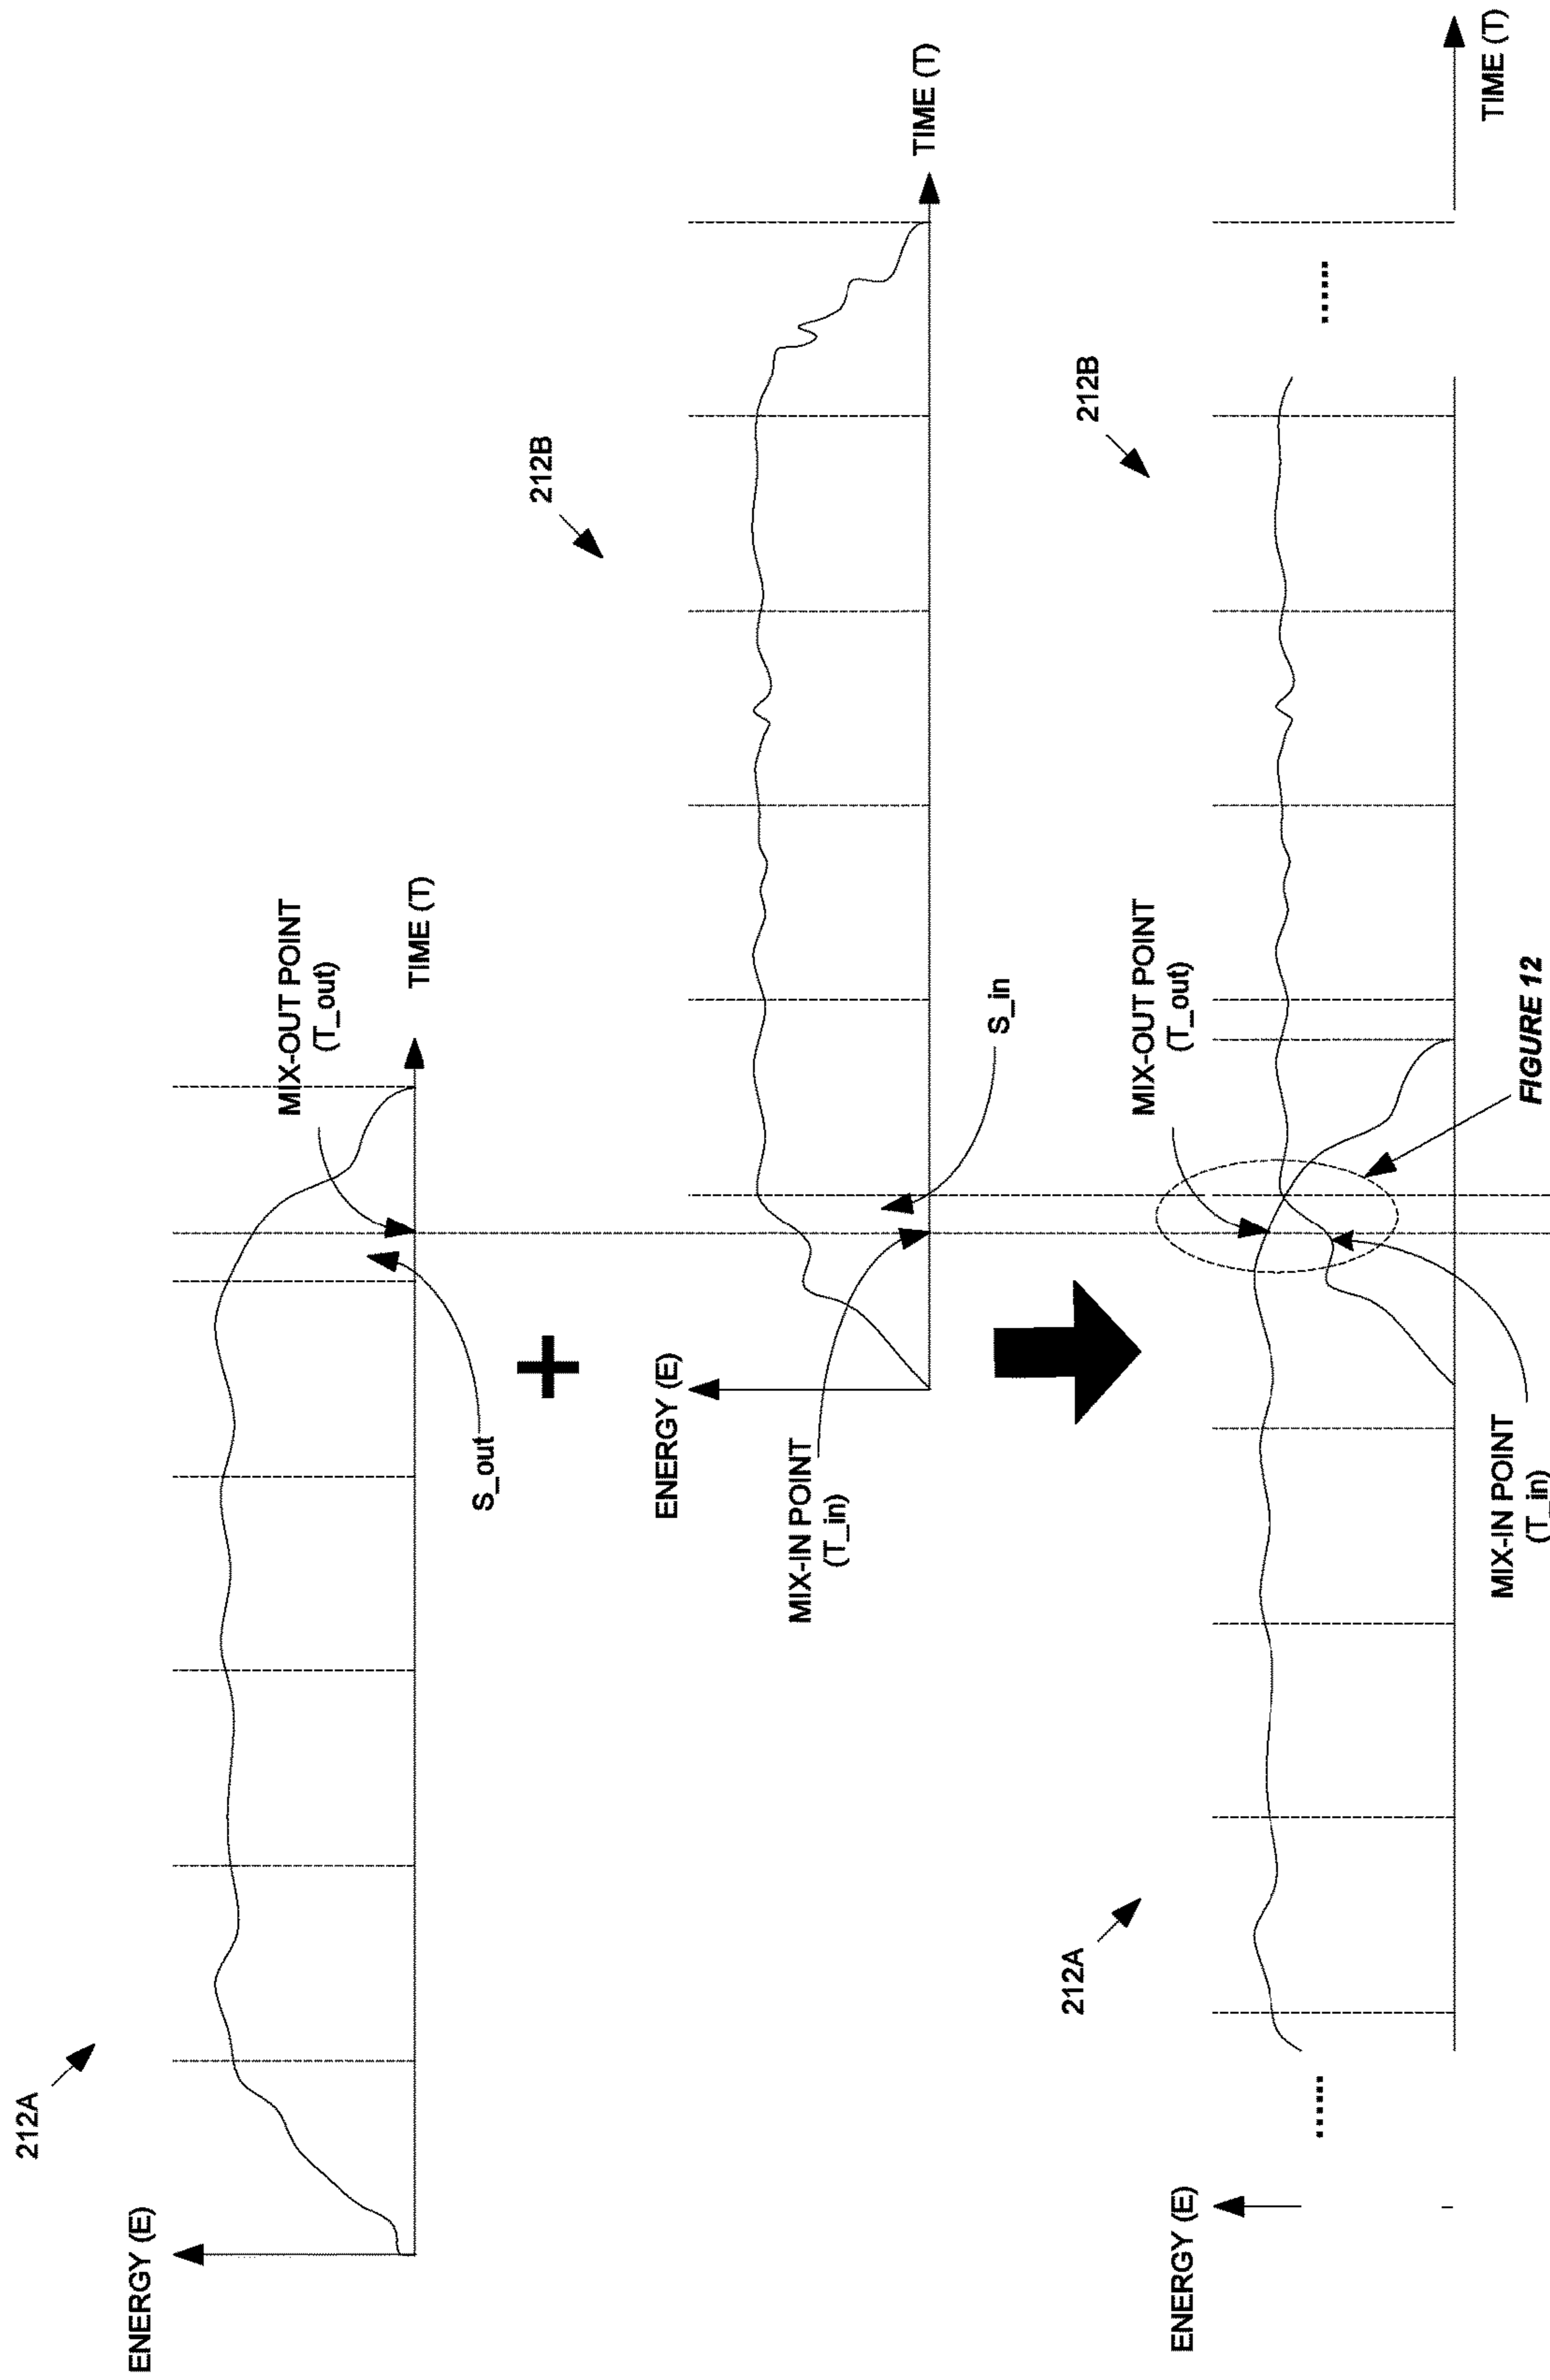 212A
ENERGY (E)
MIX-OUT POINT
(T_out)
TIME (T)
S_out
+
212B
ENERGY (E)
MIX-IN POINT
(T_in)
S_in
TIME (T)
212A
212B
ENERGY (E)
......
MIX-OUT POINT
(T_out)
......
MIX-IN POINT
(T_in)
FIGURE 12
TIME (T)